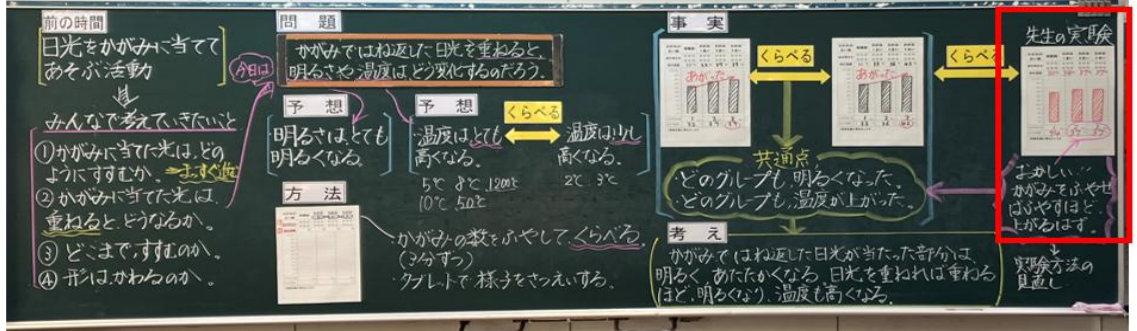 前の時間
日光をかがみに当てて
あそぶ活動
みんなで考えていきたいこと
①かがみに当てた光は、どの
ようにすすむか。→まっすぐ進む
②かがみに当てた光は、
重ねると、どうなるか。
③どこまで、すすむのか。
④形はかわるのか。
今日は
問題
かがみではね返した日光を重ねると、
明るさや、温度は、どう変化するのだろう。
予想
明るさは、とても
明るくなる。
予想
温度はとても
高くなる。
5℃ 8℃ 1200℃
10℃ 50℃
くらべる
温度は少し
高くなる。
2℃ 3℃
方法
・かがみの数をふやして、くらべる。
(3分ずつ)
・タブレットで様子をさつえいする。
事実
あがった
くらべる
くらべる
共通点
・どのグループも、明るくなった。
・どのグループも、温度が上がった。
考え
かがみではね返した日光が当たった部分は、
明るく、あたたかくなる。日光を重ねれば重ねる
ほど、明るくなり、温度も高くなる。
先生の実験
おかしい!!
かがみをふやせ
ばふやすほど、
上がるはず。
実験方法の
見直し